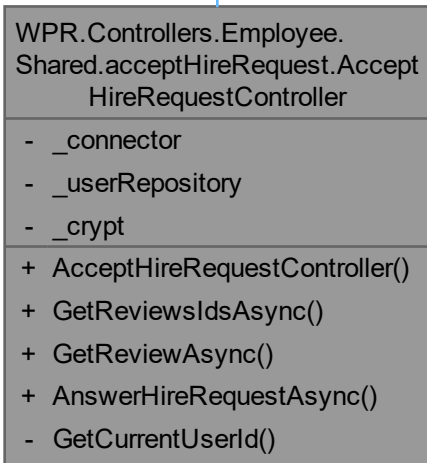 WPR.Controllers.Employee.
Shared.acceptHireRequest.Accept
HireRequestController
- _connector
- _userRepository
- _crypt
+ AcceptHireRequestController()
+ GetReviewsIdsAsync()
+ GetReviewAsync()
+ AnswerHireRequestAsync()
- GetCurrentUserId()